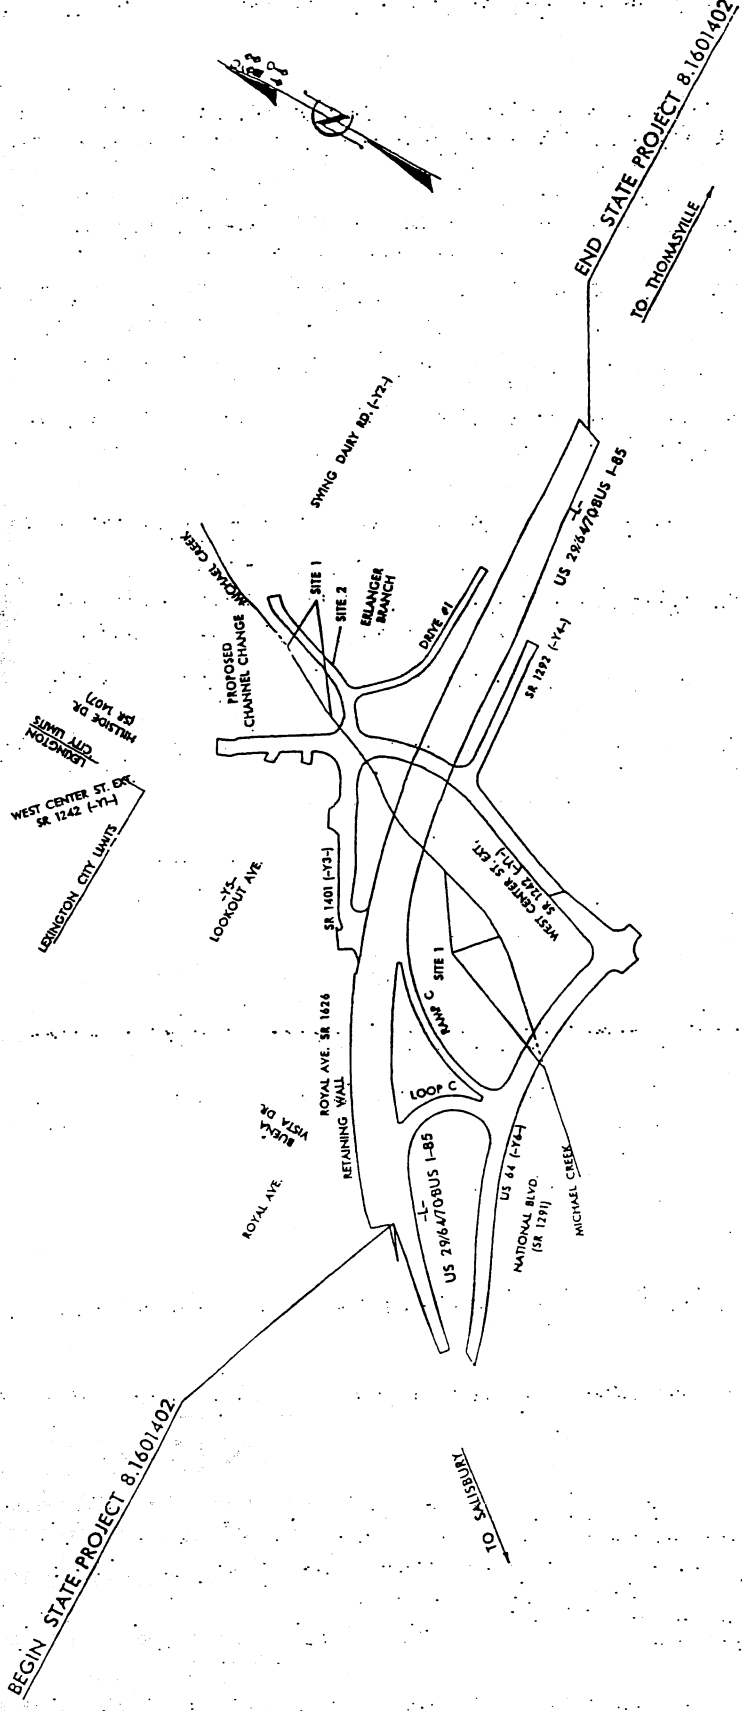 END STATE PROJECT 8.1601402
TO THOMASVILLE
N
SWING DAIRY RD. (-Y2-)
-L-
US 29/64/70/BUS I-85
MICHAEL CREEK
SITE 1
SITE 2
ERLANGER
BRANCH
DRIVE #1
SR 1292 (-Y4-)
PROPOSED
CHANNEL CHANGE
HILLSIDE DR.
(SR 1407)
LEXINGTON
CITY LIMITS
WEST CENTER ST. EXT.
SR 1242 (-Y1-)
LEXINGTON CITY LIMITS
-Y5-
LOOKOUT AVE.
SR 1401 (-Y3-)
WEST CENTER ST. EXT.
SR 1242 (-Y1-)
SITE 1
RAMP C
LOOP C
ROYAL AVE. SR 1626
RETAINING WALL
BUENA
VISTA DR.
ROYAL AVE.
-L-
US 29/64/70/BUS I-85
US 64 (-Y6-)
NATIONAL BLVD.
(SR 1291)
MICHAEL CREEK
TO SALISBURY
BEGIN STATE PROJECT 8.1601402